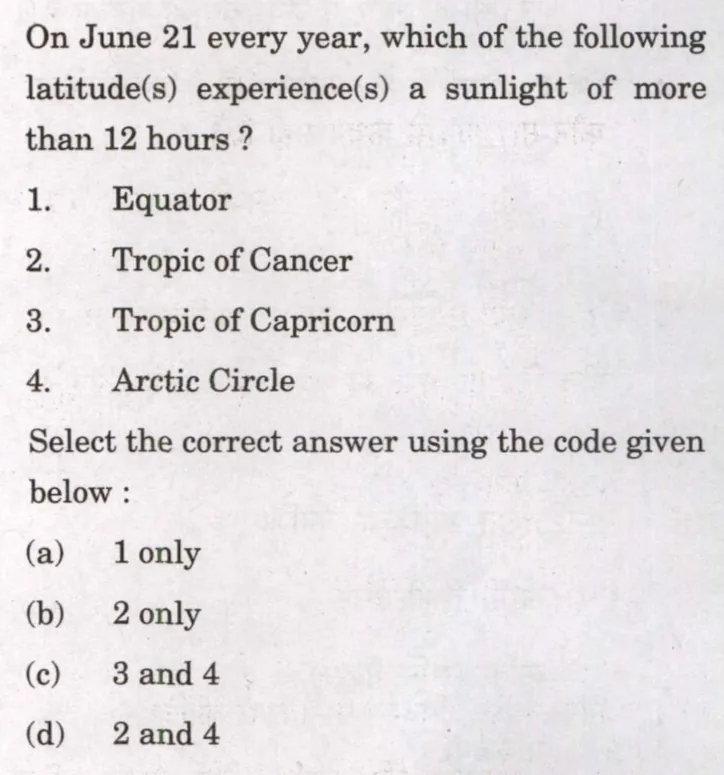 On June 21 every year, which of the following
latitude(s) experience(s) a sunlight of more
than 12 hours ?
1. Equator
2. Tropic of Cancer
3. Tropic of Capricorn
4. Arctic Circle
Select the correct answer using the code given
below :
(a) 1 only
(b) 2 only
(c) 3 and 4
(d) 2 and 4